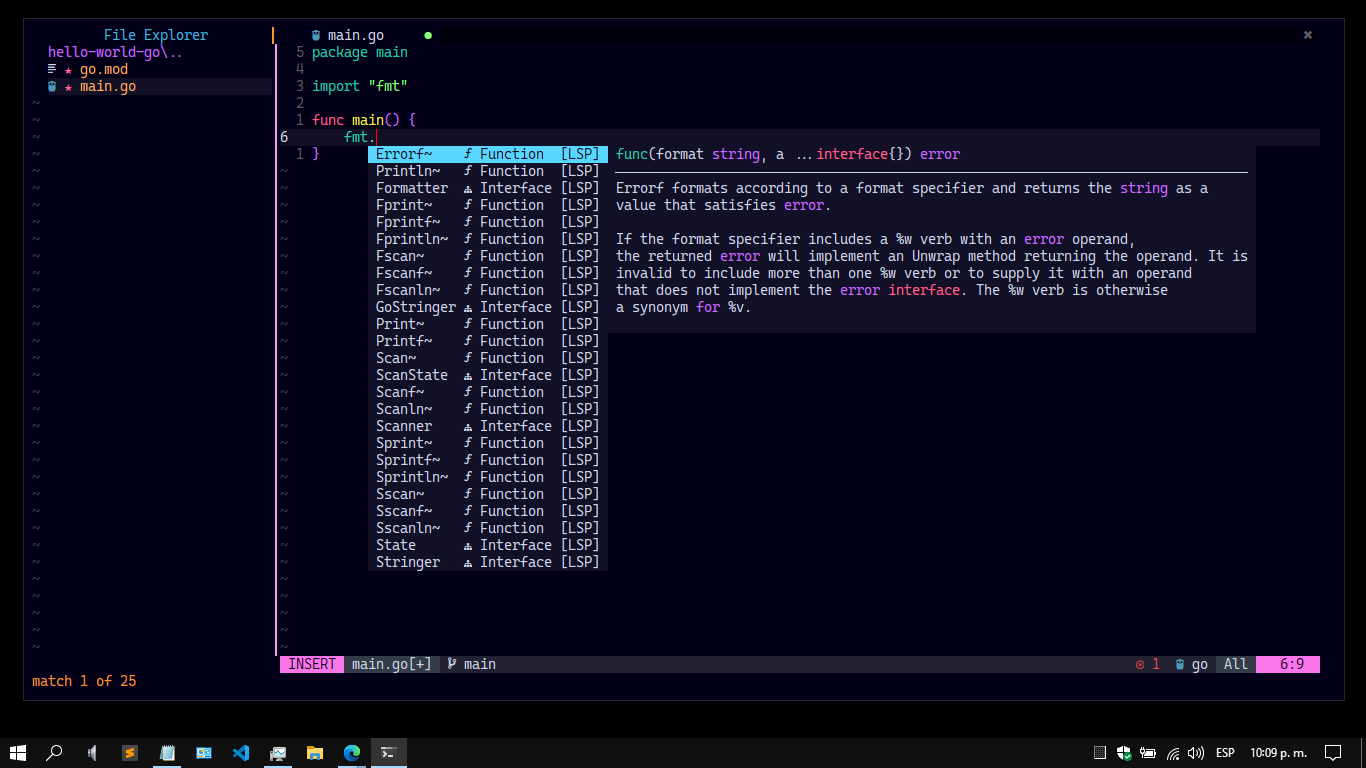 File Explorer
hello-world-go\..
★ go.mod
★ main.go
main.go ● ✖
5 package main
4
3 import "fmt"
2
1 func main() {
6 fmt.
1 }
Errorf~ ƒ Function [LSP]
Println~ ƒ Function [LSP]
Formatter Interface [LSP]
Fprint~ ƒ Function [LSP]
Fprintf~ ƒ Function [LSP]
Fprintln~ ƒ Function [LSP]
Fscan~ ƒ Function [LSP]
Fscanf~ ƒ Function [LSP]
Fscanln~ ƒ Function [LSP]
GoStringer Interface [LSP]
Print~ ƒ Function [LSP]
Printf~ ƒ Function [LSP]
Scan~ ƒ Function [LSP]
ScanState Interface [LSP]
Scanf~ ƒ Function [LSP]
Scanln~ ƒ Function [LSP]
Scanner Interface [LSP]
Sprint~ ƒ Function [LSP]
Sprintf~ ƒ Function [LSP]
Sprintln~ ƒ Function [LSP]
Sscan~ ƒ Function [LSP]
Sscanf~ ƒ Function [LSP]
Sscanln~ ƒ Function [LSP]
State Interface [LSP]
Stringer Interface [LSP]
func(format string, a ...interface{}) error
Errorf formats according to a format specifier and returns the string as a
value that satisfies error.
If the format specifier includes a %w verb with an error operand,
the returned error will implement an Unwrap method returning the operand. It is
invalid to include more than one %w verb or to supply it with an operand
that does not implement the error interface. The %w verb is otherwise
a synonym for %v.
INSERT main.go[+] main ⊗ 1 go All 6:9
match 1 of 25
ESP 10:09 p. m.